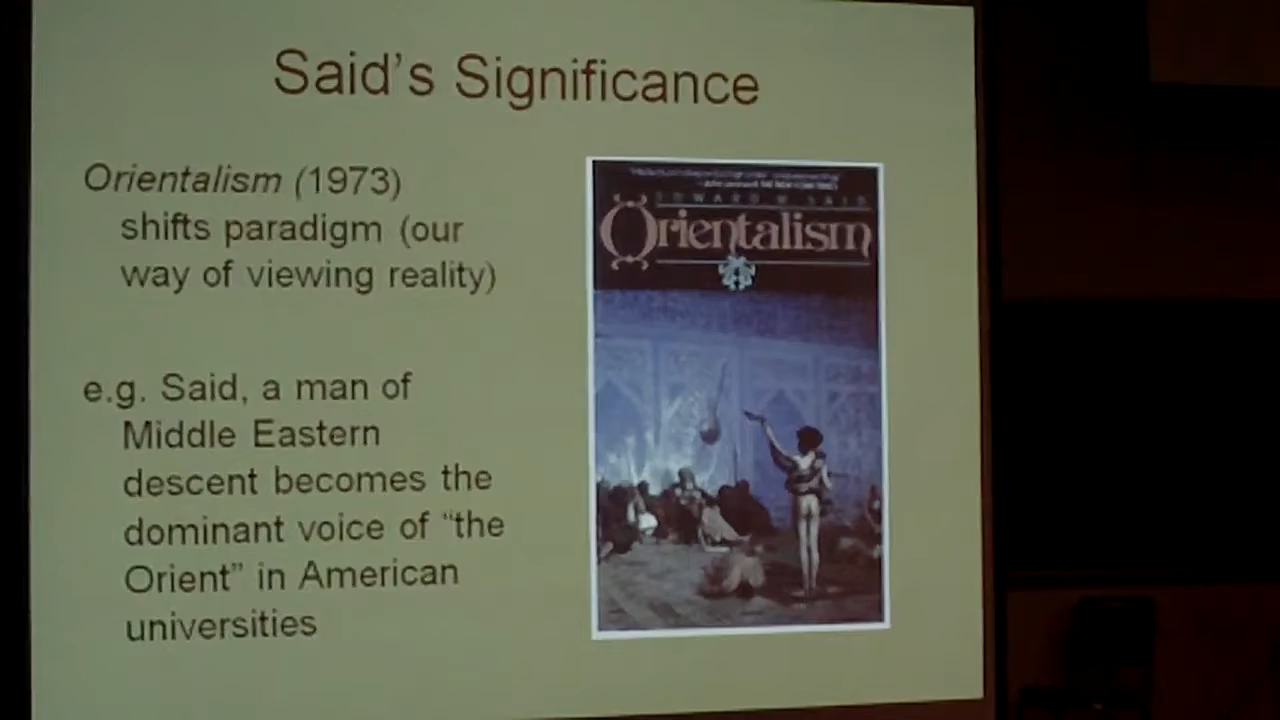 Said's Significance
Orientalism (1973)
shifts paradigm (our
way of viewing reality)
e.g. Said, a man of
Middle Eastern
descent becomes the
dominant voice of “the
Orient” in American
universities
EDWARD W. SAID
Orientalism